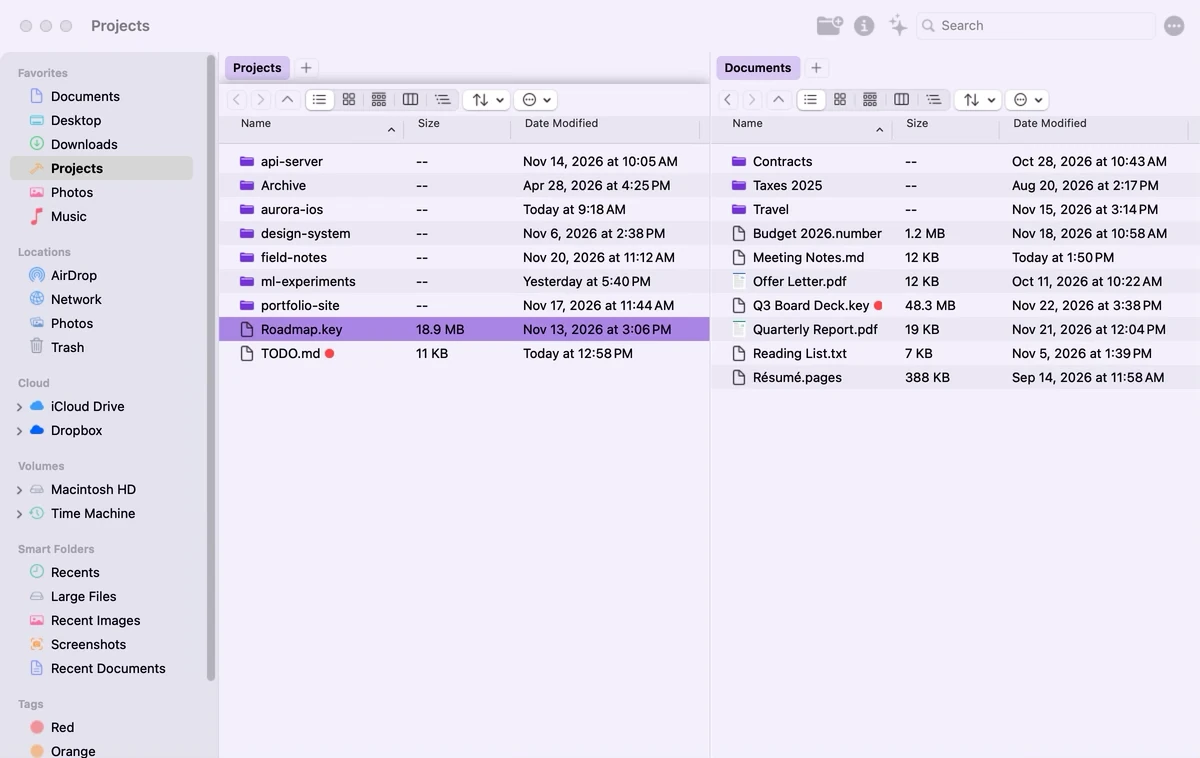 Projects
Search
Favorites
Documents
Desktop
Downloads
Projects
Photos
Music
Locations
AirDrop
Network
Photos
Trash
Cloud
iCloud Drive
Dropbox
Volumes
Macintosh HD
Time Machine
Smart Folders
Recents
Large Files
Recent Images
Screenshots
Recent Documents
Tags
Red
Orange
Projects
Name Size Date Modified
api-server -- Nov 14, 2026 at 10:05 AM
Archive -- Apr 28, 2026 at 4:25 PM
aurora-ios -- Today at 9:18 AM
design-system -- Nov 6, 2026 at 2:38 PM
field-notes -- Nov 20, 2026 at 11:12 AM
ml-experiments -- Yesterday at 5:40 PM
portfolio-site -- Nov 17, 2026 at 11:44 AM
Roadmap.key 18.9 MB Nov 13, 2026 at 3:06 PM
TODO.md 11 KB Today at 12:58 PM
Documents
Name Size Date Modified
Contracts -- Oct 28, 2026 at 10:43 AM
Taxes 2025 -- Aug 20, 2026 at 2:17 PM
Travel -- Nov 15, 2026 at 3:14 PM
Budget 2026.number 1.2 MB Nov 18, 2026 at 10:58 AM
Meeting Notes.md 12 KB Today at 1:50 PM
Offer Letter.pdf 12 KB Oct 11, 2026 at 10:22 AM
Q3 Board Deck.key 48.3 MB Nov 22, 2026 at 3:38 PM
Quarterly Report.pdf 19 KB Nov 21, 2026 at 12:04 PM
Reading List.txt 7 KB Nov 5, 2026 at 1:39 PM
Résumé.pages 388 KB Sep 14, 2026 at 11:58 AM